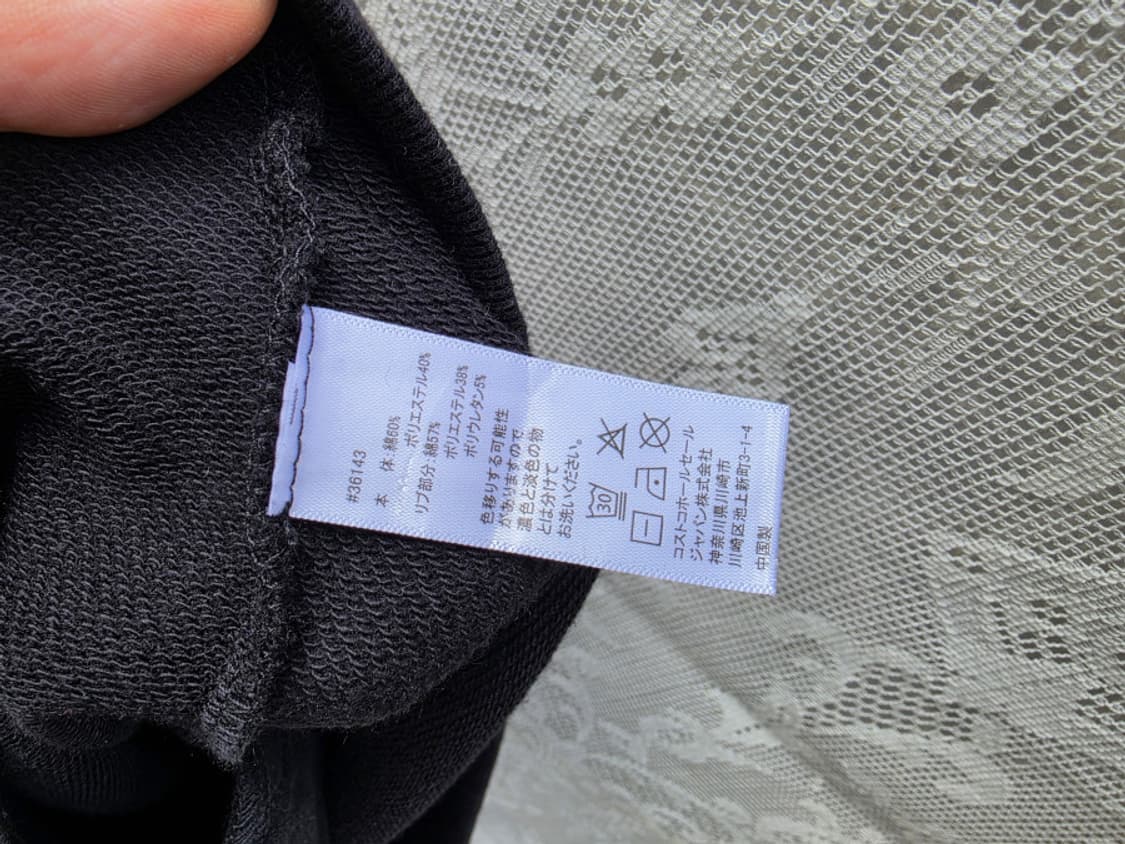 #36143
本　体:綿60%
ポリエステル40%
リブ部分:綿57%
ポリエステル38%
ポリウレタン5%
色移りする可能性
がありますので、
濃色と淡色の物
とは分けて
お洗いください。
30
コストコホールセール
ジャパン株式会社
神奈川県川崎市
川崎区池上新町3-1-4
中国製